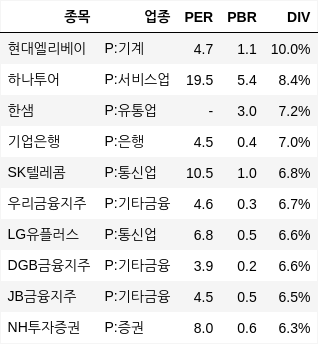 종목 업종 PER PBR DIV
현대엘리베이 P:기계 4.7 1.1 10.0%
하나투어 P:서비스업 19.5 5.4 8.4%
한샘 P:유통업 - 3.0 7.2%
기업은행 P:은행 4.5 0.4 7.0%
SK텔레콤 P:통신업 10.5 1.0 6.8%
우리금융지주 P:기타금융 4.6 0.3 6.7%
LG유플러스 P:통신업 6.8 0.5 6.6%
DGB금융지주 P:기타금융 3.9 0.2 6.6%
JB금융지주 P:기타금융 4.5 0.5 6.5%
NH투자증권 P:증권 8.0 0.6 6.3%